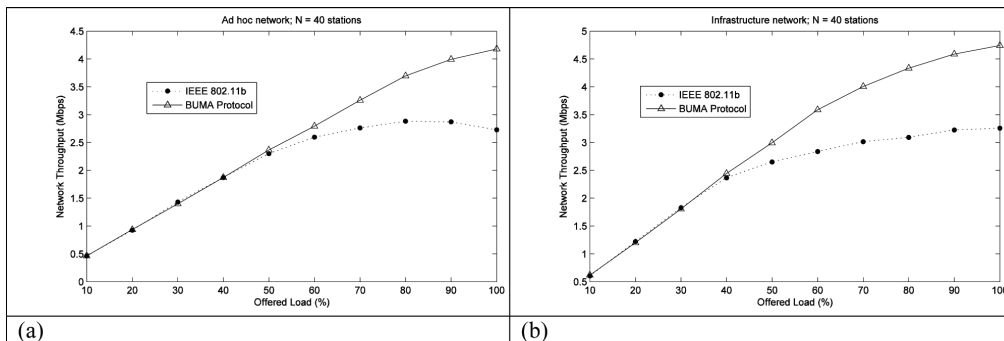 Ad hoc network; N = 40 stations
4.5
4
3.5
3
2.5
2
1.5
1
0.5
0
Network Throughput (Mbps)
IEEE 802.11b
BUMA Protocol
10 20 30 40 50 60 70 80 90 100
Offered Load (%)
(a)
Infrastructure network; N = 40 stations
5
4.5
4
3.5
3
2.5
2
1.5
1
0.5
Network Throughput (Mbps)
IEEE 802.11b
BUMA Protocol
10 20 30 40 50 60 70 80 90 100
Offered Load (%)
(b)